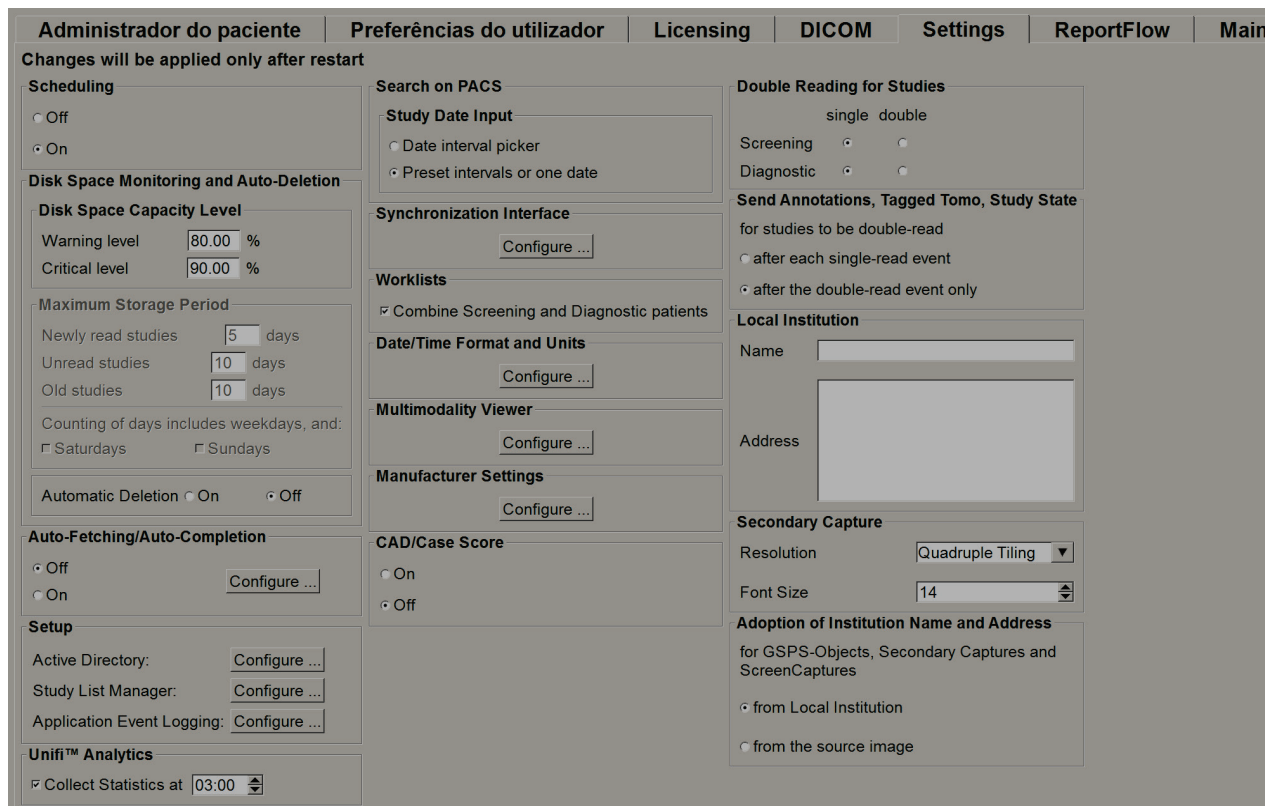 Administrador do paciente
Preferências do utilizador
Licensing
DICOM
Settings
ReportFlow
Changes will be applied only after restart
Scheduling
Off
On
Disk Space Monitoring and Auto-Deletion
Disk Space Capacity Level
Warning level 80.00 %
Critical level 90.00 %
Maximum Storage Period
Newly read studies 5 days
Unread studies 10 days
Old studies 10 days
Counting of days includes weekdays, and:
Saturdays Sundays
Automatic Deletion On Off
Auto-Fetching/Auto-Completion
Off
Configure ...
On
Setup
Active Directory: Configure ...
Study List Manager: Configure ...
Application Event Logging: Configure ...
Unifi™ Analytics
Collect Statistics at 03:00
Search on PACS
Study Date Input
Date interval picker
Preset intervals or one date
Synchronization Interface
Configure ...
Worklists
Combine Screening and Diagnostic patients
Date/Time Format and Units
Configure ...
Multimodality Viewer
Configure ...
Manufacturer Settings
Configure ...
CAD/Case Score
On
Off
Double Reading for Studies
single double
Screening
Diagnostic
Send Annotations, Tagged Tomo, Study State
for studies to be double-read
after each single-read event
after the double-read event only
Local Institution
Name
Address
Secondary Capture
Resolution Quadruple Tiling
Font Size 14
Adoption of Institution Name and Address
for GSPS-Objects, Secondary Captures and
ScreenCaptures
from Local Institution
from the source image